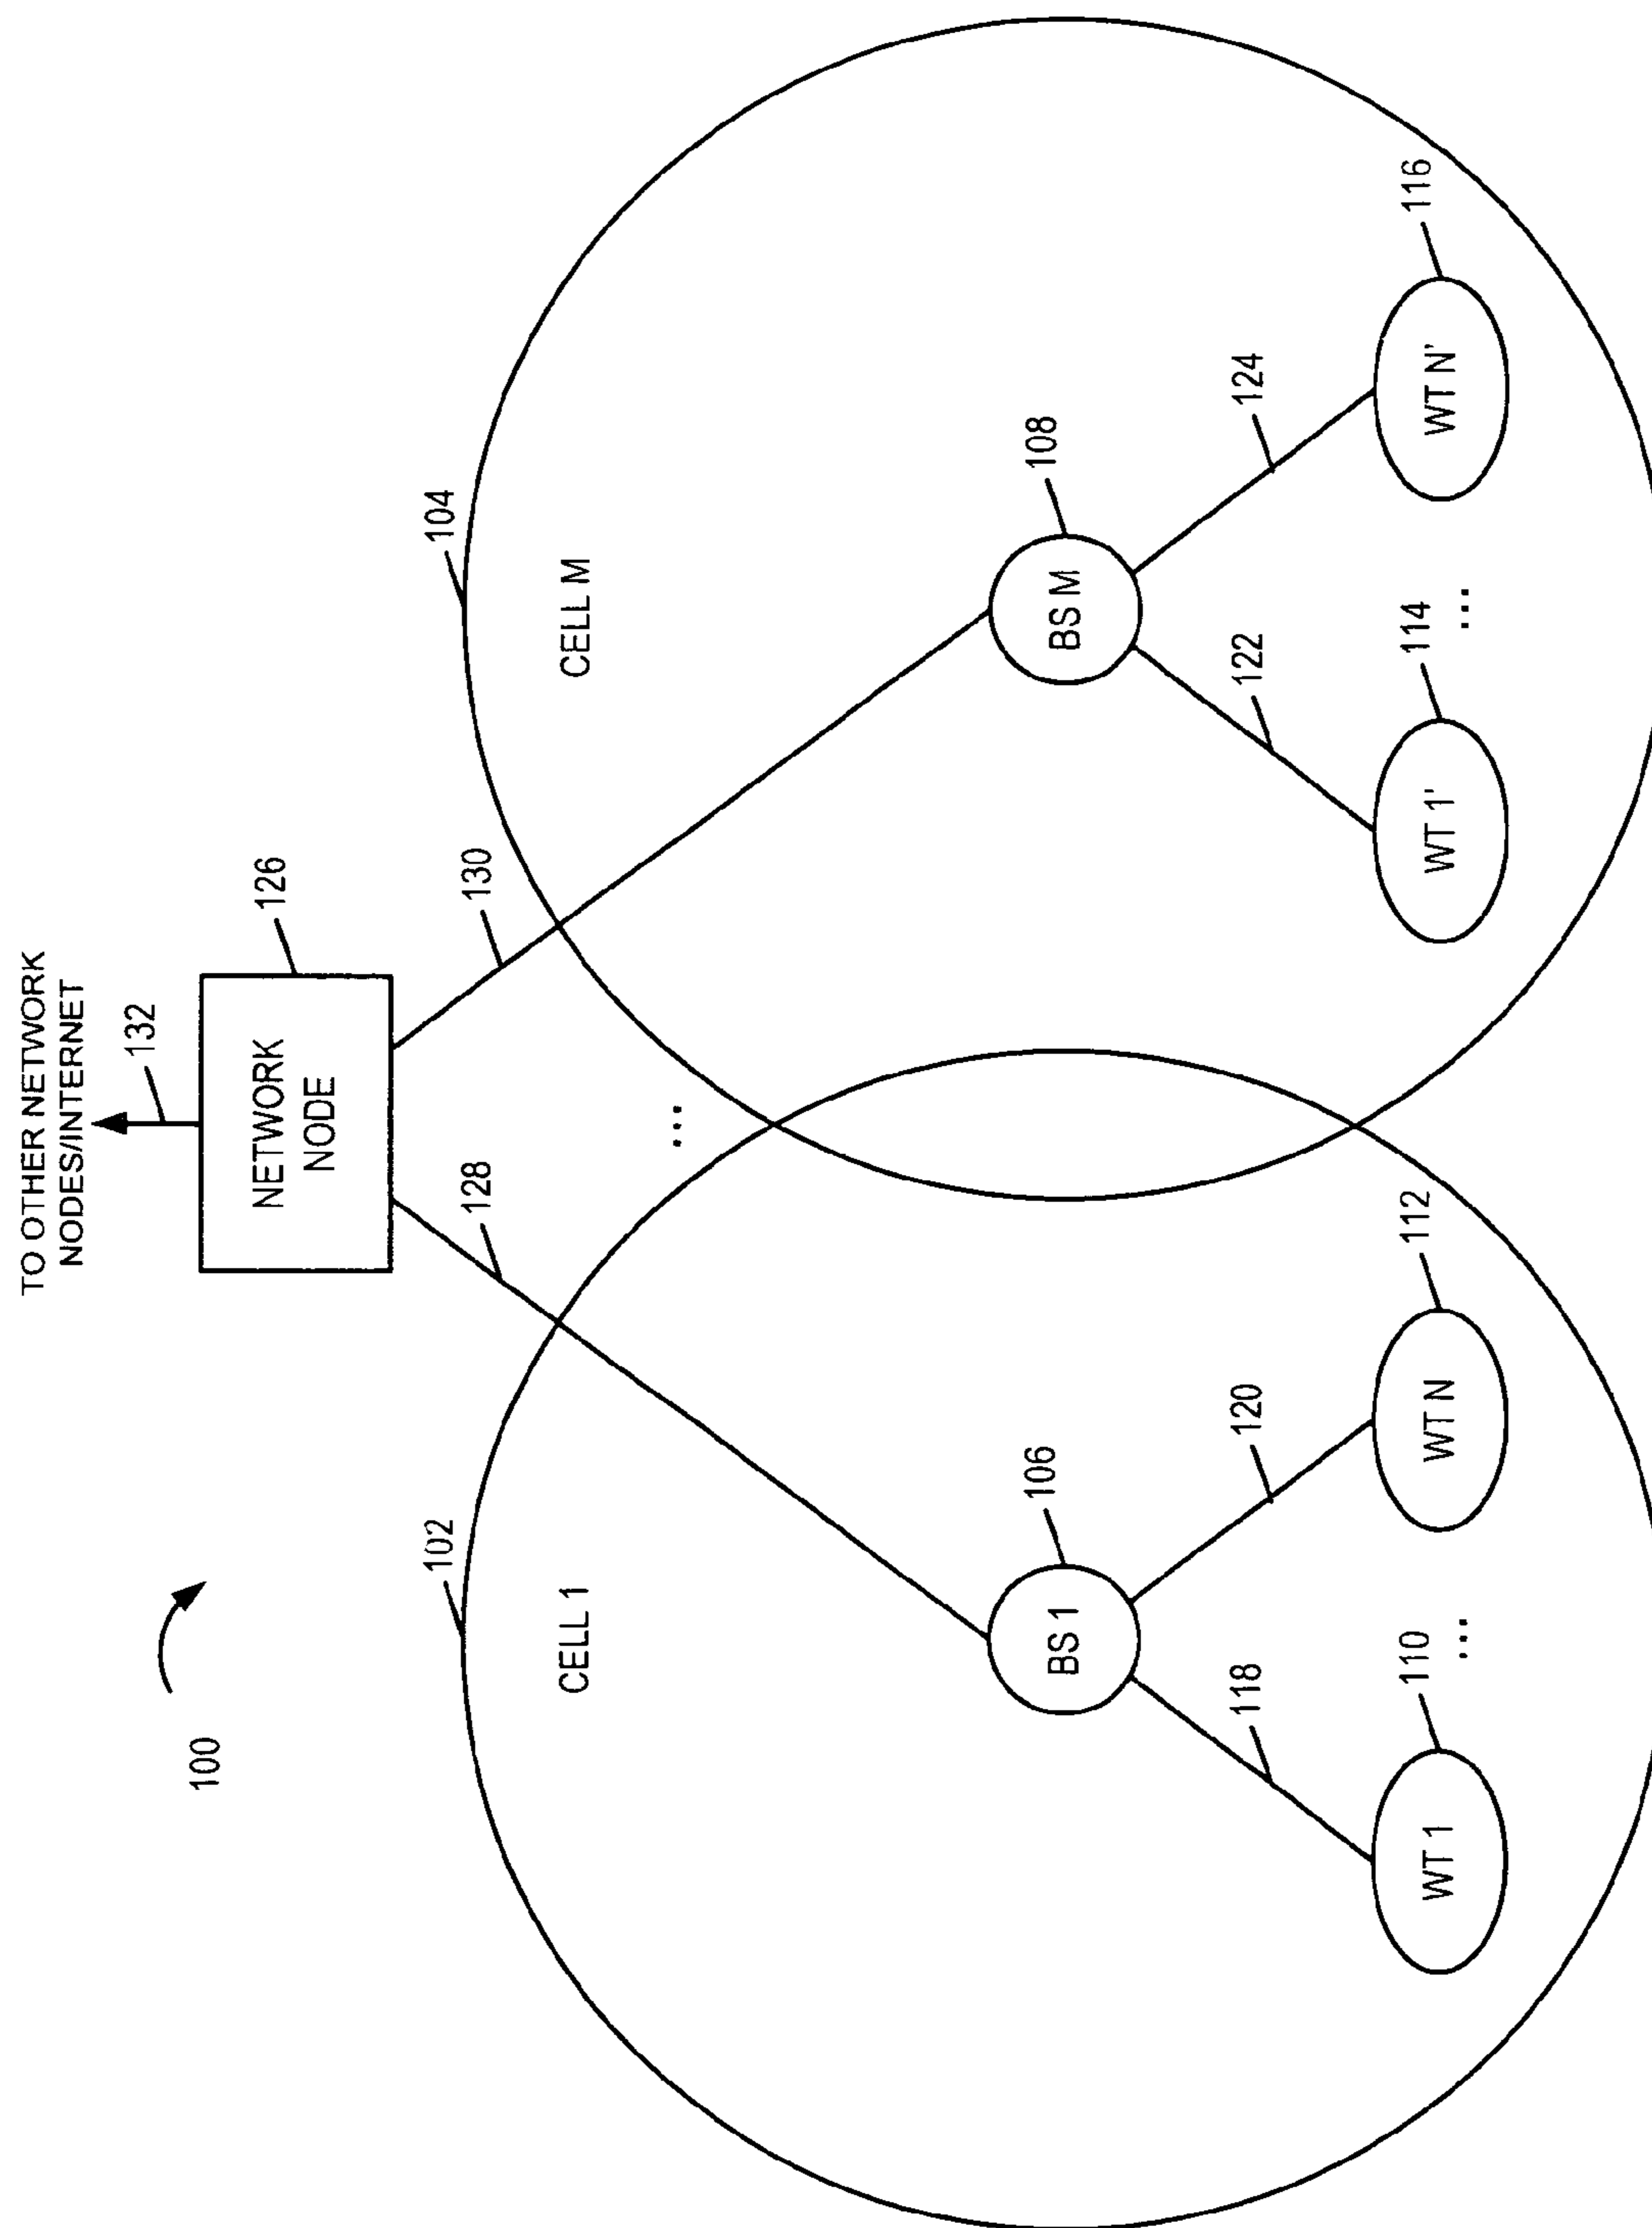 TO OTHER NETWORK
NODES/INTERNET
132
100
NETWORK
NODE
126
128
130
...
102
104
CELL 1
CELL M
106
108
BS 1
BS M
118
120
122
124
110
112
114
116
WT 1
...
WT N
WT 1'
...
WT N'